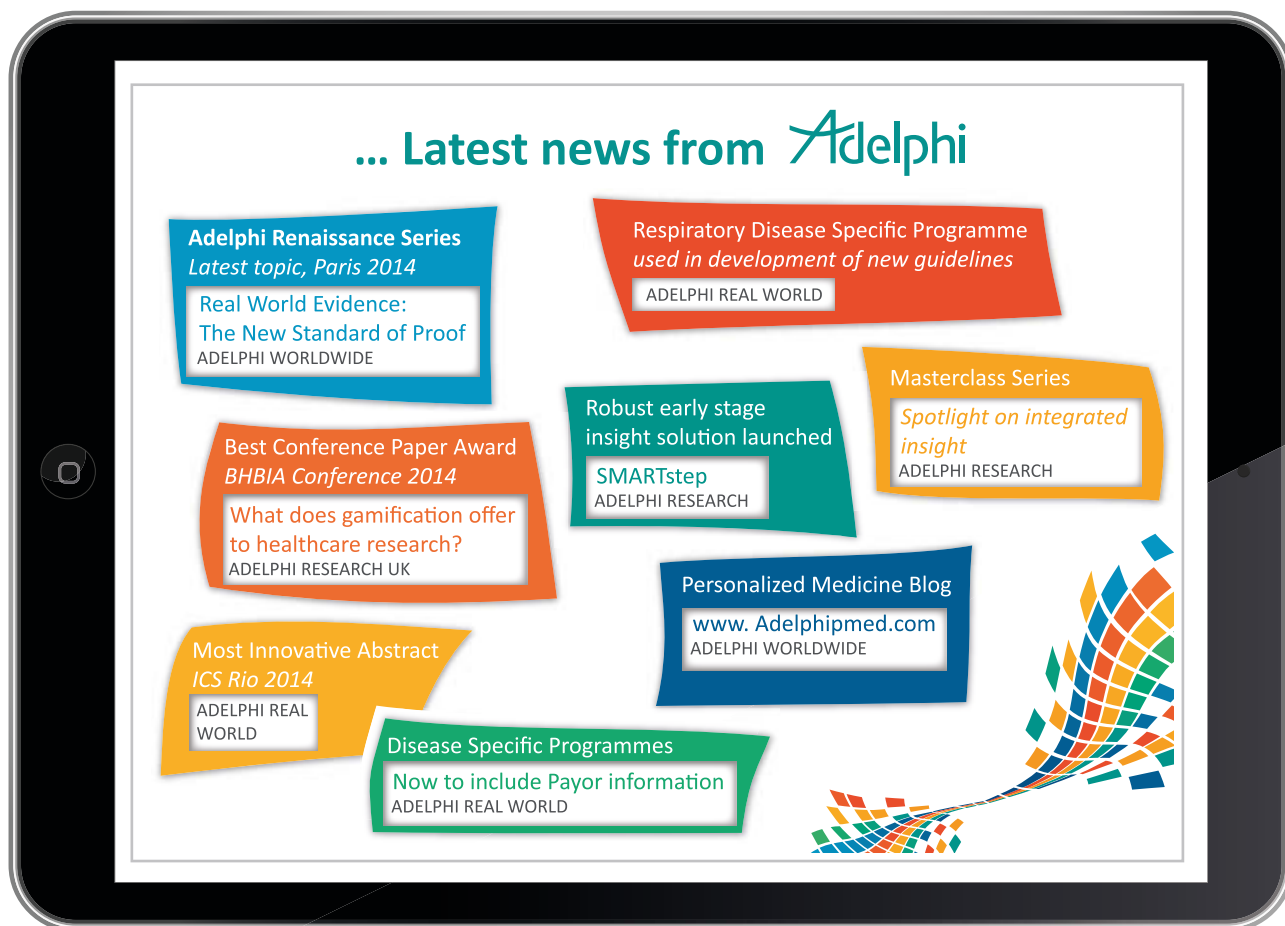 ... Latest news from Adelphi
Adelphi Renaissance Series
Latest topic, Paris 2014
Real World Evidence:
The New Standard of Proof
ADELPHI WORLDWIDE
Respiratory Disease Specific Programme
used in development of new guidelines
ADELPHI REAL WORLD
Masterclass Series
Spotlight on integrated
insight
ADELPHI RESEARCH
Robust early stage
insight solution launched
SMARTstep
ADELPHI RESEARCH
Best Conference Paper Award
BHBIA Conference 2014
What does gamification offer
to healthcare research?
ADELPHI RESEARCH UK
Personalized Medicine Blog
www. Adelphipmed.com
ADELPHI WORLDWIDE
Most Innovative Abstract
ICS Rio 2014
ADELPHI REAL
WORLD
Disease Specific Programmes
Now to include Payor information
ADELPHI REAL WORLD